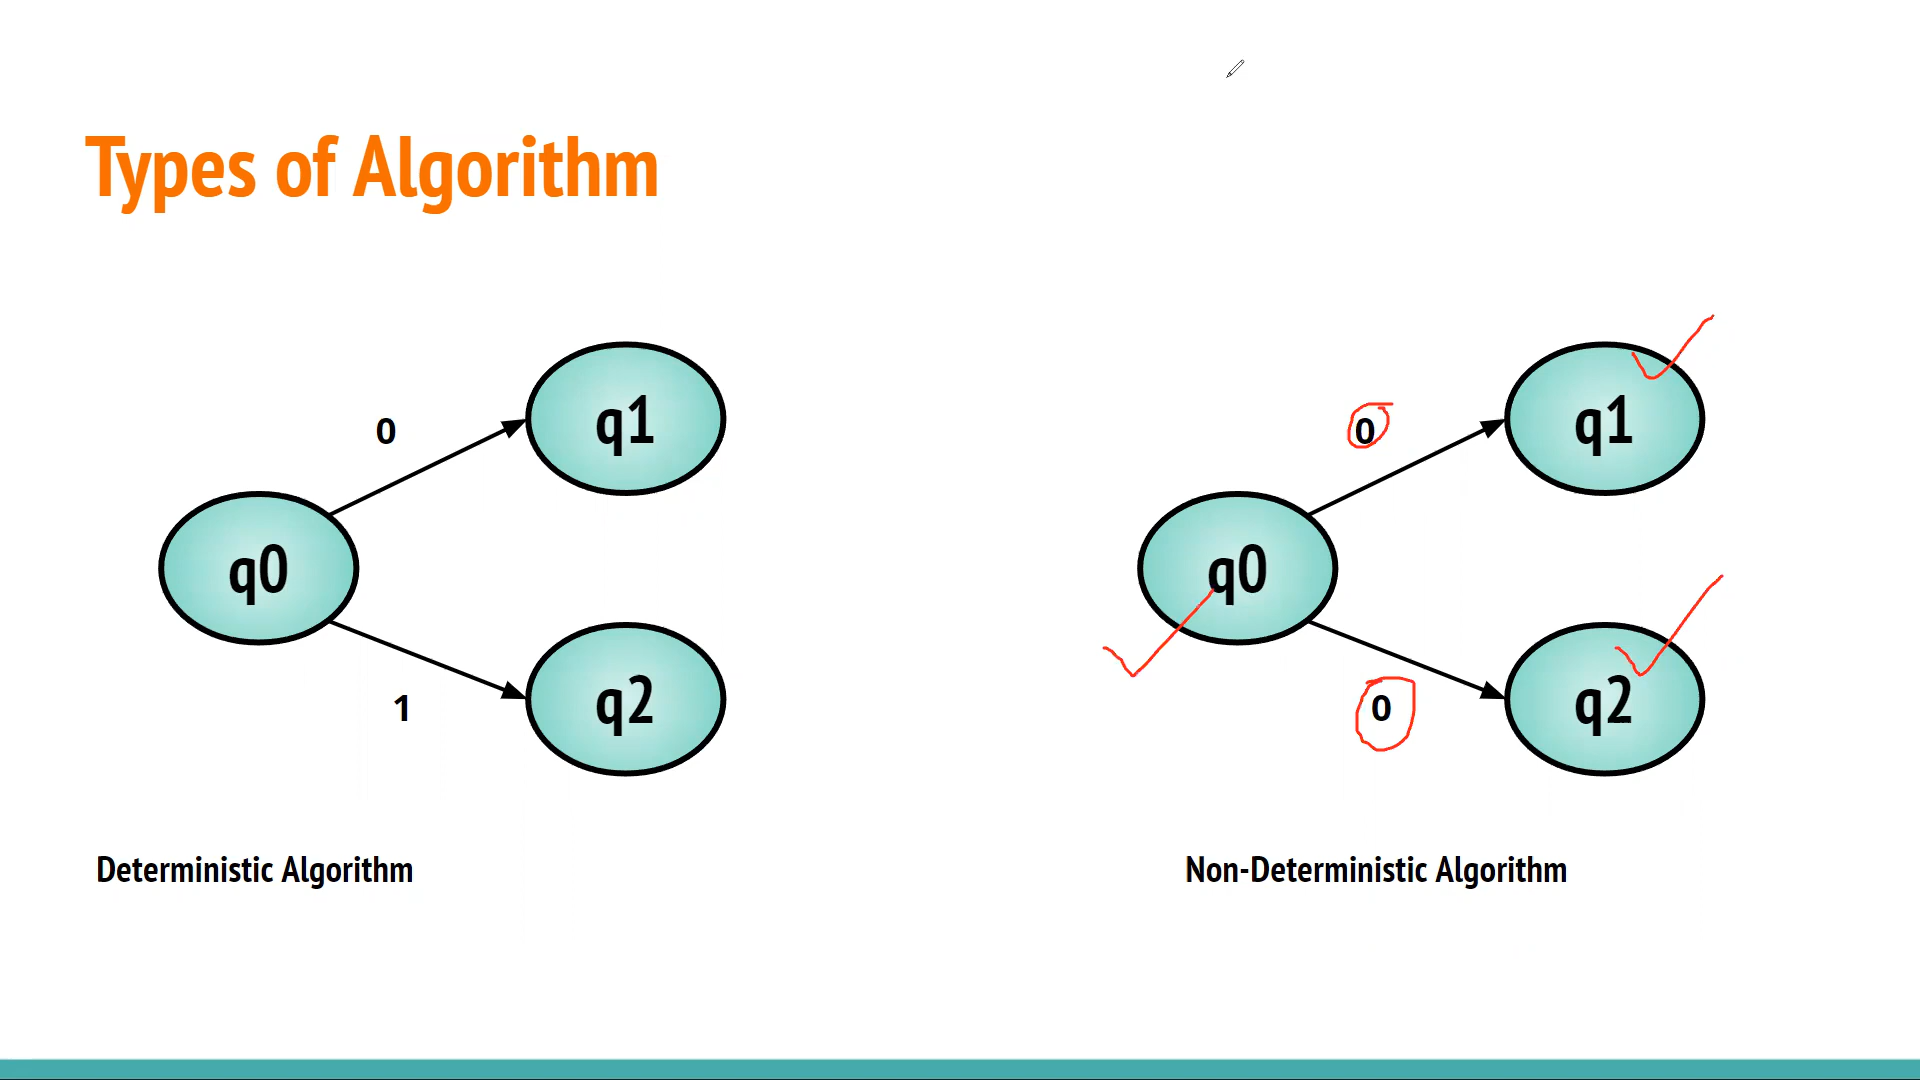 Types of Algorithm
0
q1
q0
1
q2
Deterministic Algorithm
0
q1
q0
0
q2
Non-Deterministic Algorithm